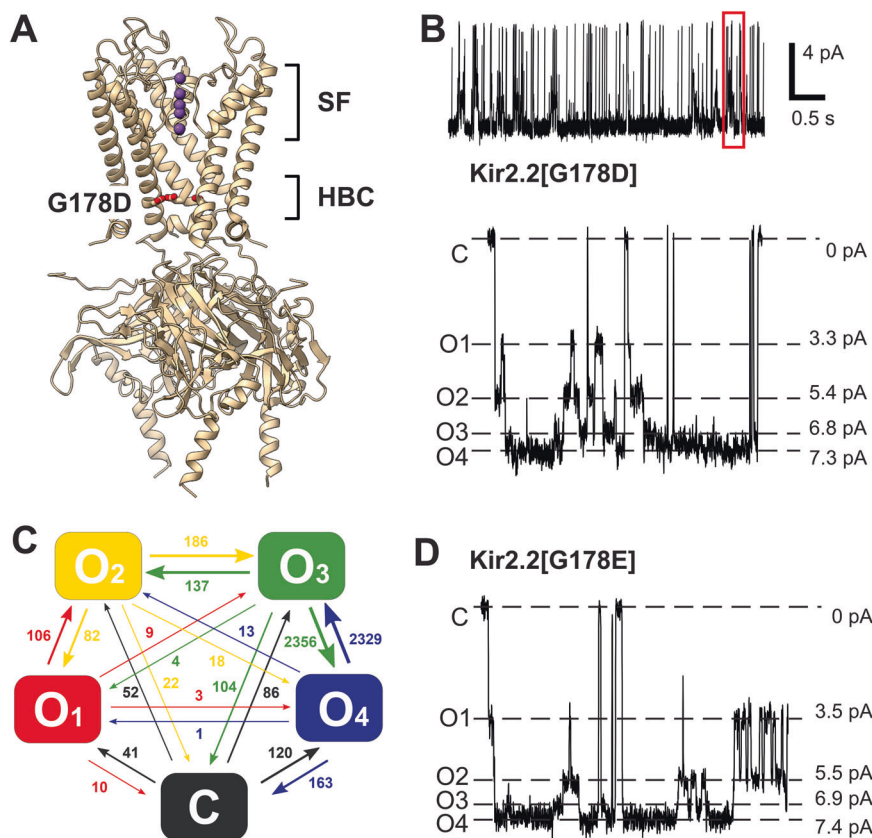 A
SF
G178D
HBC
B
4 pA
0.5 s
Kir2.2[G178D]
C
0 pA
O1
3.3 pA
O2
5.4 pA
O3
6.8 pA
O4
7.3 pA
C
O2
186
O3
137
106
82
9
4
13
18
2356
2329
52
22
104
86
O1
3
1
O4
41
120
10
163
C
D
Kir2.2[G178E]
C
0 pA
O1
3.5 pA
O2
5.5 pA
O3
6.9 pA
O4
7.4 pA